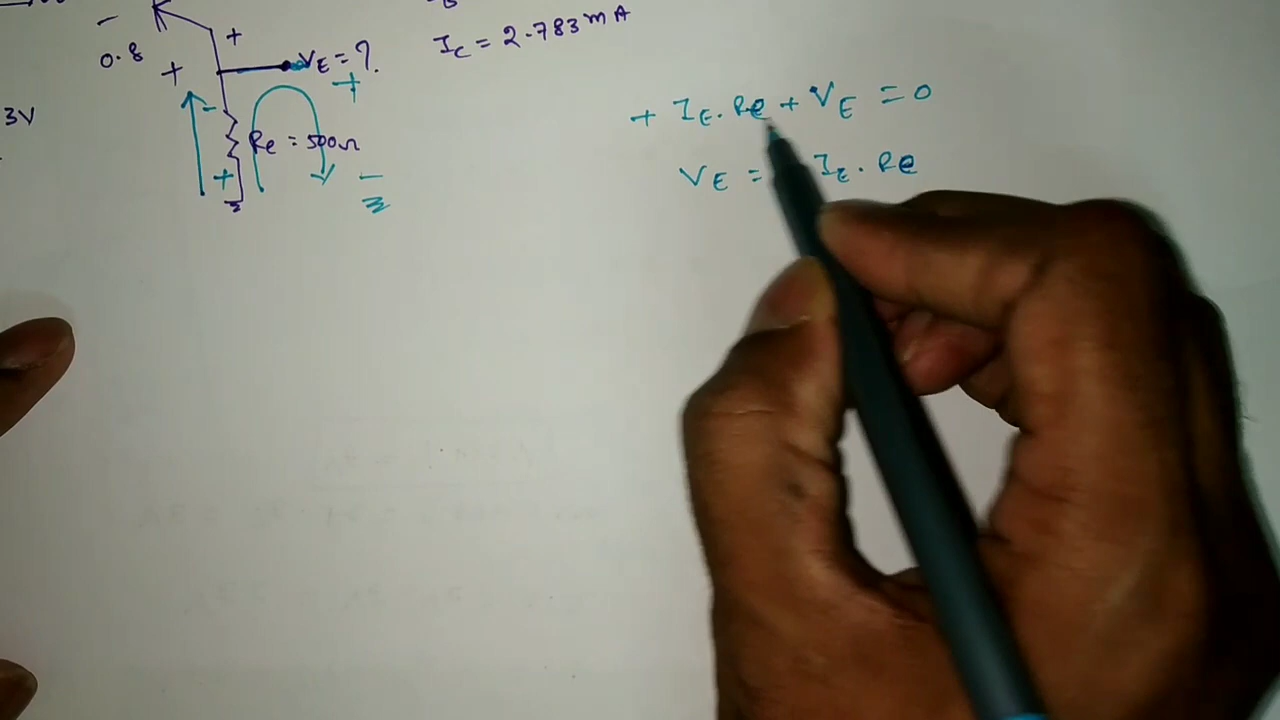 0.8
VE = ?
IC = 2.783 mA
3V
Re = 500Ω
+ IE. Re + VE = 0
VE = IE. Re